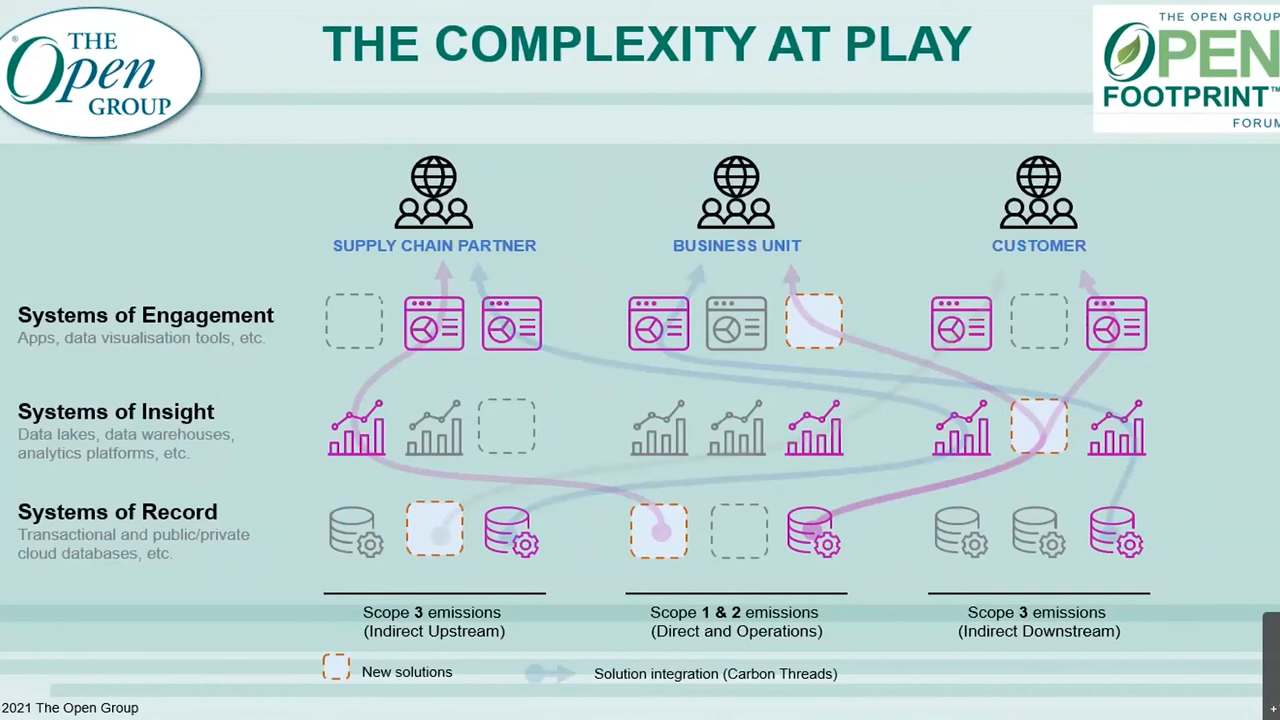 THE COMPLEXITY AT PLAY
®
THE
Open
GROUP
THE OPEN GROUP
OPEN
FOOTPRINT™
FORUM
SUPPLY CHAIN PARTNER
BUSINESS UNIT
CUSTOMER
Systems of Engagement
Apps, data visualisation tools, etc.
Systems of Insight
Data lakes, data warehouses,
analytics platforms, etc.
Systems of Record
Transactional and public/private
cloud databases, etc.
Scope 3 emissions
(Indirect Upstream)
Scope 1 & 2 emissions
(Direct and Operations)
Scope 3 emissions
(Indirect Downstream)
New solutions
Solution integration (Carbon Threads)
2021 The Open Group
+